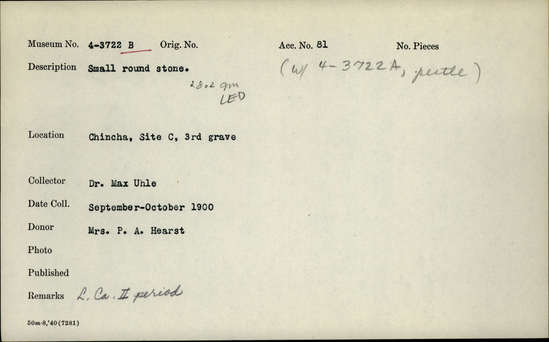 Museum No. 4-3722 B Orig. No. Acc. No. 81 No. Pieces
Description Small round stone. (w/ 4-3722A, pestle)
28.2 gm
LED
Location Chincha, Site C, 3rd grave
Collector Dr. Max Uhle
Date Coll. September-October 1900
Donor Mrs. P. A. Hearst
Photo
Published
Remarks L. Ca. II period
50m-8,'40(7281)